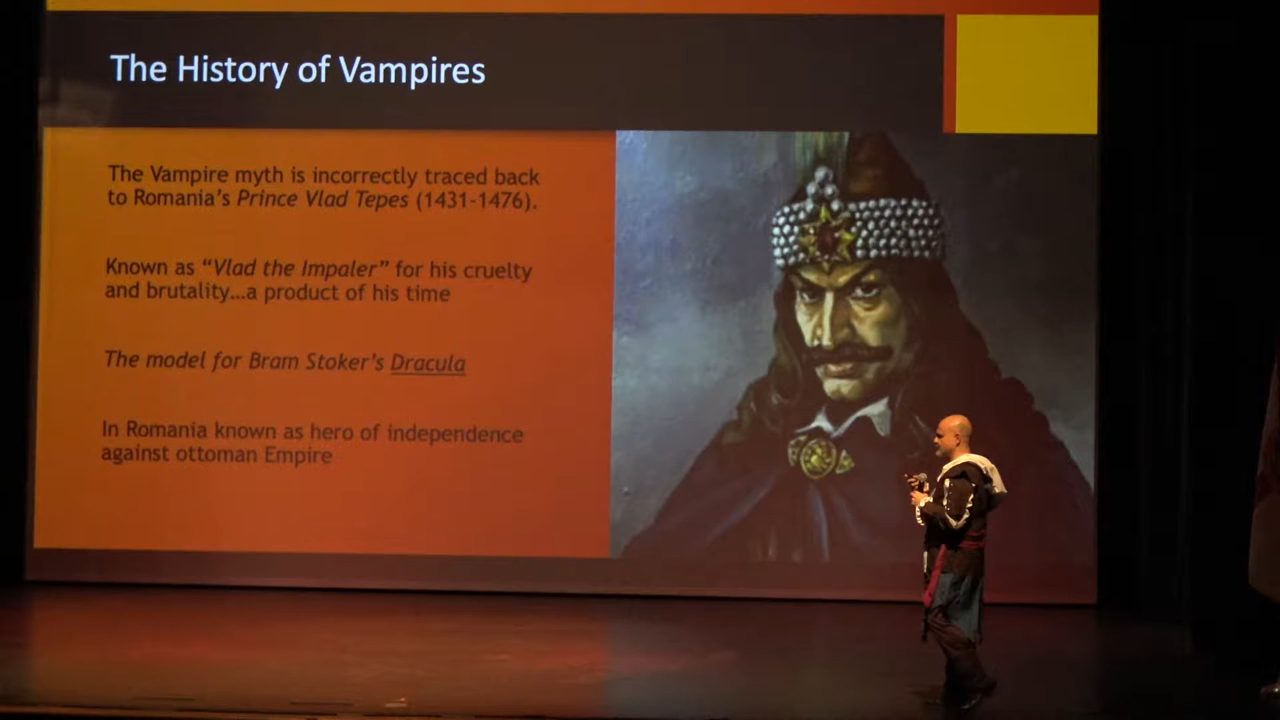 The History of Vampires
The Vampire myth is incorrectly traced back
to Romania's Prince Vlad Tepes (1431-1476).
Known as “Vlad the Impaler” for his cruelty
and brutality…a product of his time
The model for Bram Stoker's Dracula
In Romania known as hero of independence
against ottoman Empire